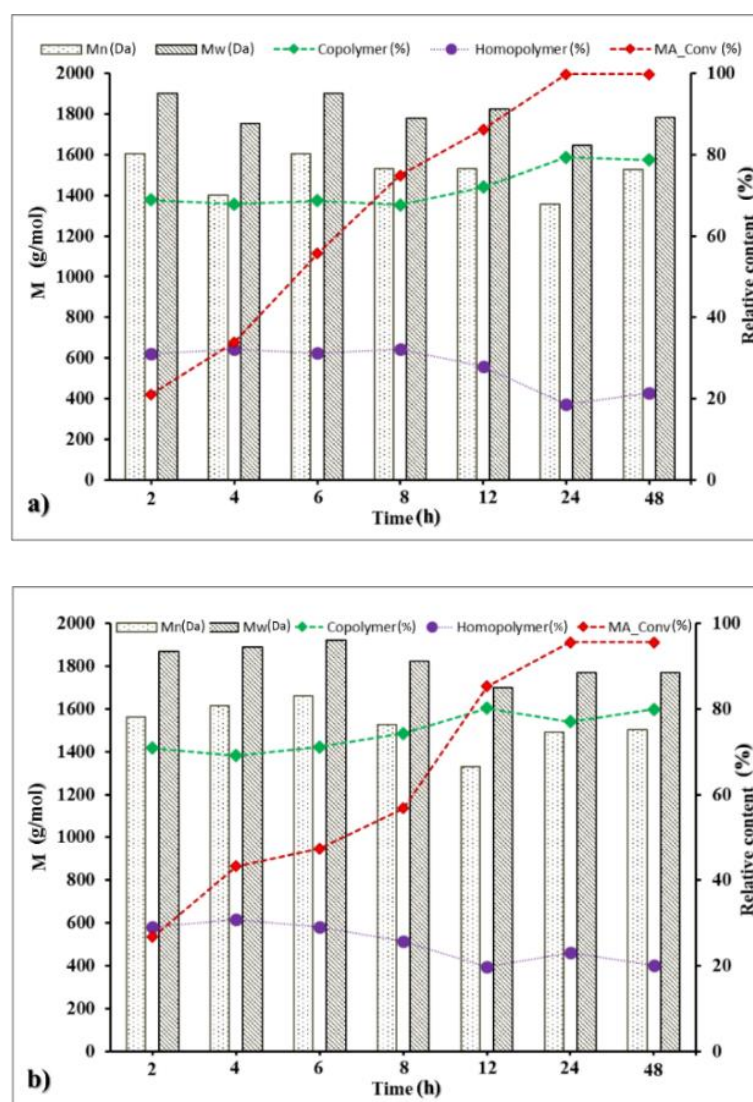 Mn(Da) Mw(Da) Copolymer(%) Homopolymer(%) MA_Conv(%)
2000 100
1800
1600 80
1400
1200 60
1000
800 40
600
400 20
200
0 0
M (g/mol)
Relative content (%)
2 4 6 8 12 24 48
Time(h)
a)
Mn(Da) Mw(Da) Copolymer(%) Homopolymer(%) MA_Conv(%)
2000 100
1800
1600 80
1400
1200 60
1000
800 40
600
400 20
200
0 0
M (g/mol)
Relative content (%)
2 4 6 8 12 24 48
Time(h)
b)